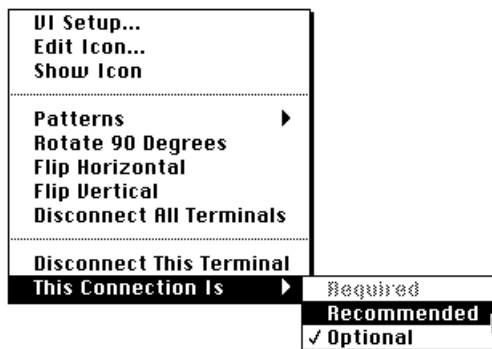 VI Setup...
Edit Icon...
Show Icon
Patterns
Rotate 90 Degrees
Flip Horizontal
Flip Vertical
Disconnect All Terminals
Disconnect This Terminal
This Connection Is
Required
Recommended
✓ Optional